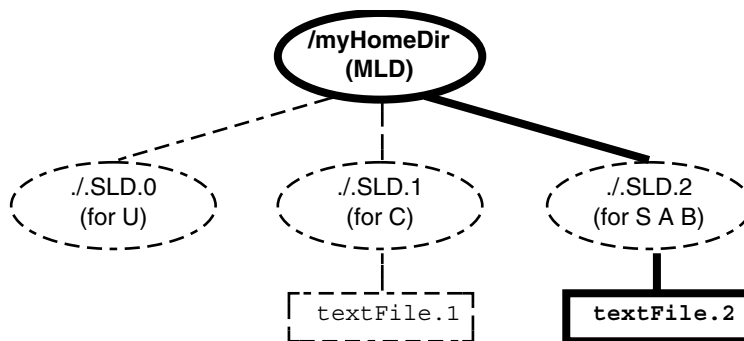 /myHomeDir
(MLD)
./.SLD.0
(for U)
./.SLD.1
(for C)
./.SLD.2
(for S A B)
textFile.1
textFile.2